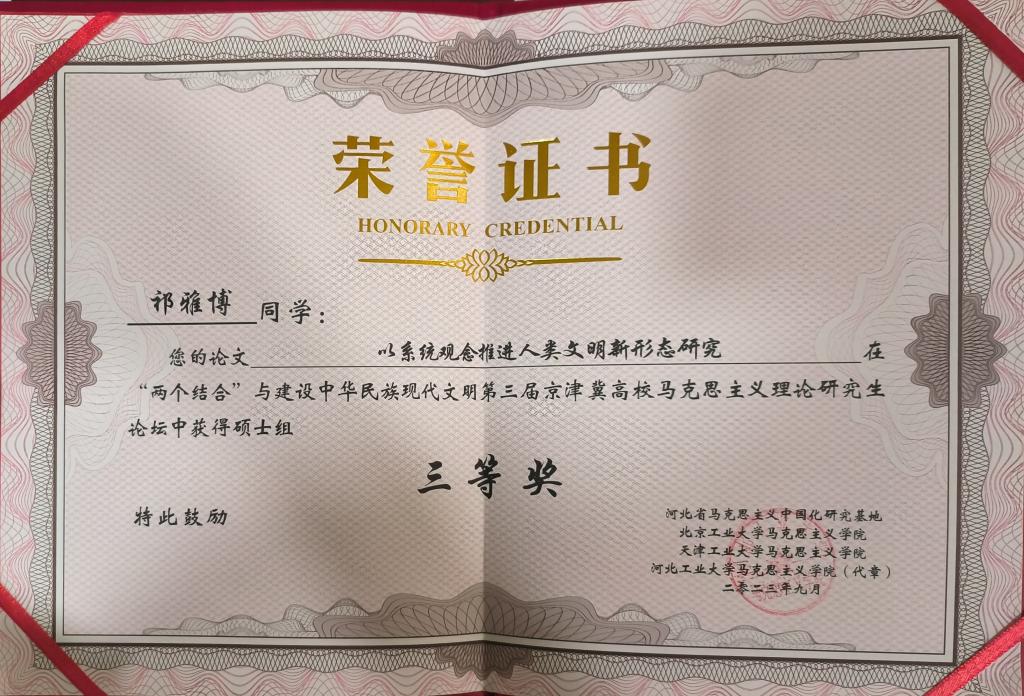 荣誉证书
HONORARY CREDENTIAL
祁雅博同学：
您的论文 以系统观念推进人类文明新形态研究 在
“两个结合”与建设中华民族现代文明第三届京津冀高校马克思主义理论研究生
论坛中获得硕士组
三等奖
特此鼓励
河北省马克思主义中国化研究基地
北京工业大学马克思主义学院
天津工业大学马克思主义学院
河北工业大学马克思主义学院（代章）
二零二三年九月